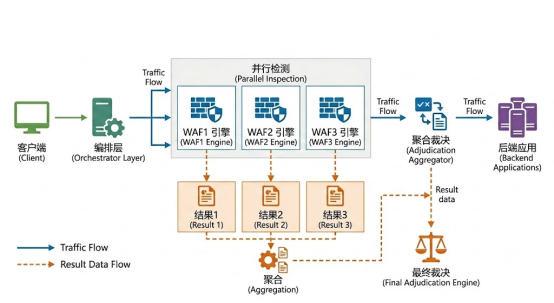 并行检测
(Parallel Inspection)
Traffic
Flow
WAF1 引擎
(WAF1 Engine)
WAF2 引擎
(WAF2 Engine)
WAF3 引擎
(WAF3 Engine)
Traffic
Flow
Traffic
Flow
客户端
(Client)
编排层
(Orchestrator Layer)
聚合裁决
(Adjudication
Aggregator)
后端应用
(Backend
Applications)
结果1
(Result 1)
结果2
(Result 2)
结果3
(Result 3)
Result
data
Traffic Flow
Result Data Flow
聚合
(Aggregation)
最终裁决
(Final Adjudication Engine)